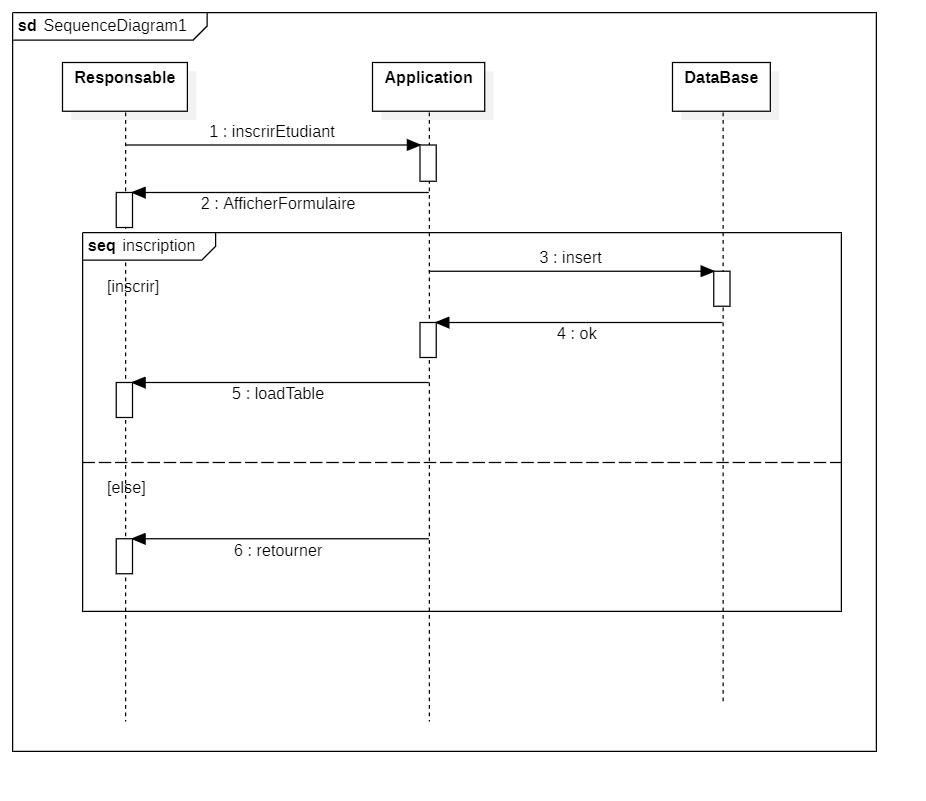 sd SequenceDiagram1
Responsable
Application
DataBase
1 : inscrirEtudiant
2 : AfficherFormulaire
seq inscription
3 : insert
[inscrir]
4 : ok
5 : loadTable
[else]
6 : retourner